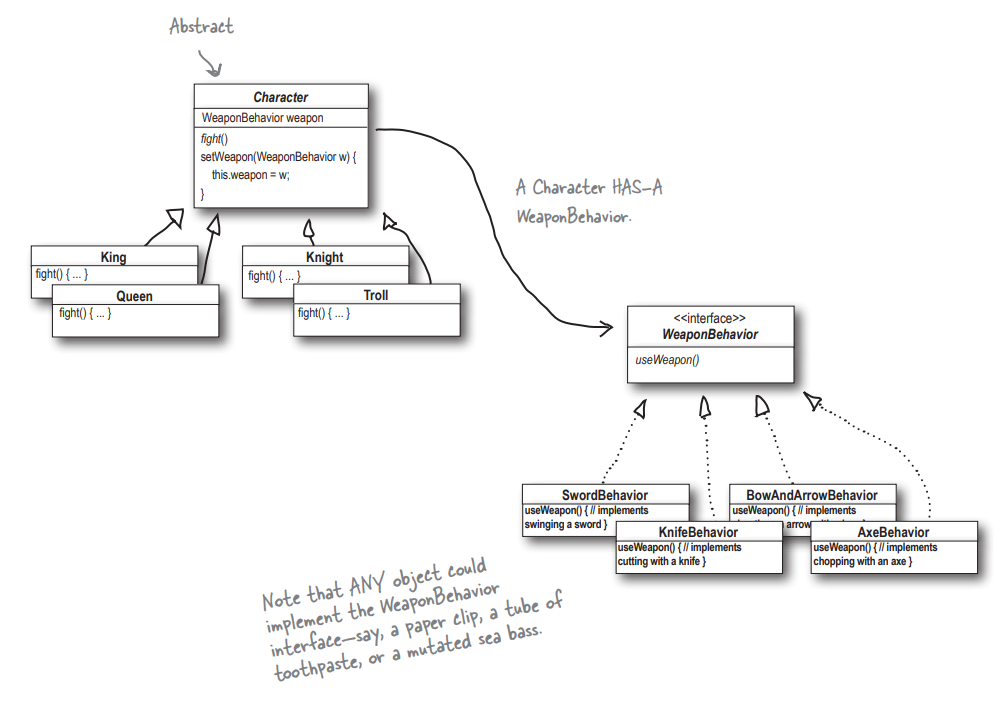 Abstract
Character
WeaponBehavior weapon
fight()
setWeapon(WeaponBehavior w) {
this.weapon = w;
}
A Character HAS-A
WeaponBehavior.
King
fight() { ... }
Queen
fight() { ... }
Knight
fight() { ... }
Troll
fight() { ... }
<<interface>>
WeaponBehavior
useWeapon()
SwordBehavior
useWeapon() { // implements
swinging a sword }
KnifeBehavior
useWeapon() { // implements
cutting with a knife }
BowAndArrowBehavior
useWeapon() { // implements
arrow
AxeBehavior
useWeapon() { // implements
chopping with an axe }
Note that ANY object could
implement the WeaponBehavior
interface—say, a paper clip, a tube of
toothpaste, or a mutated sea bass.